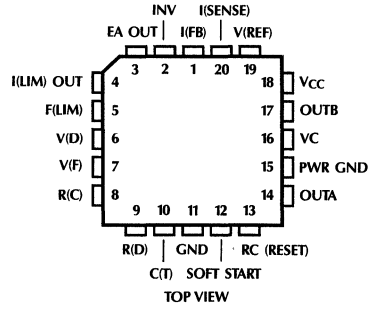 INV I(SENSE)
EA OUT I(FB) V(REF)
3 2 1 20 19
I(LIM) OUT 4 18 VCC
F(LIM) 5 17 OUTB
V(D) 6 16 VC
V(F) 7 15 PWR GND
R(C) 8 14 OUTA
9 10 11 12 13
R(D) GND RC (RESET)
C(T) SOFT START
TOP VIEW